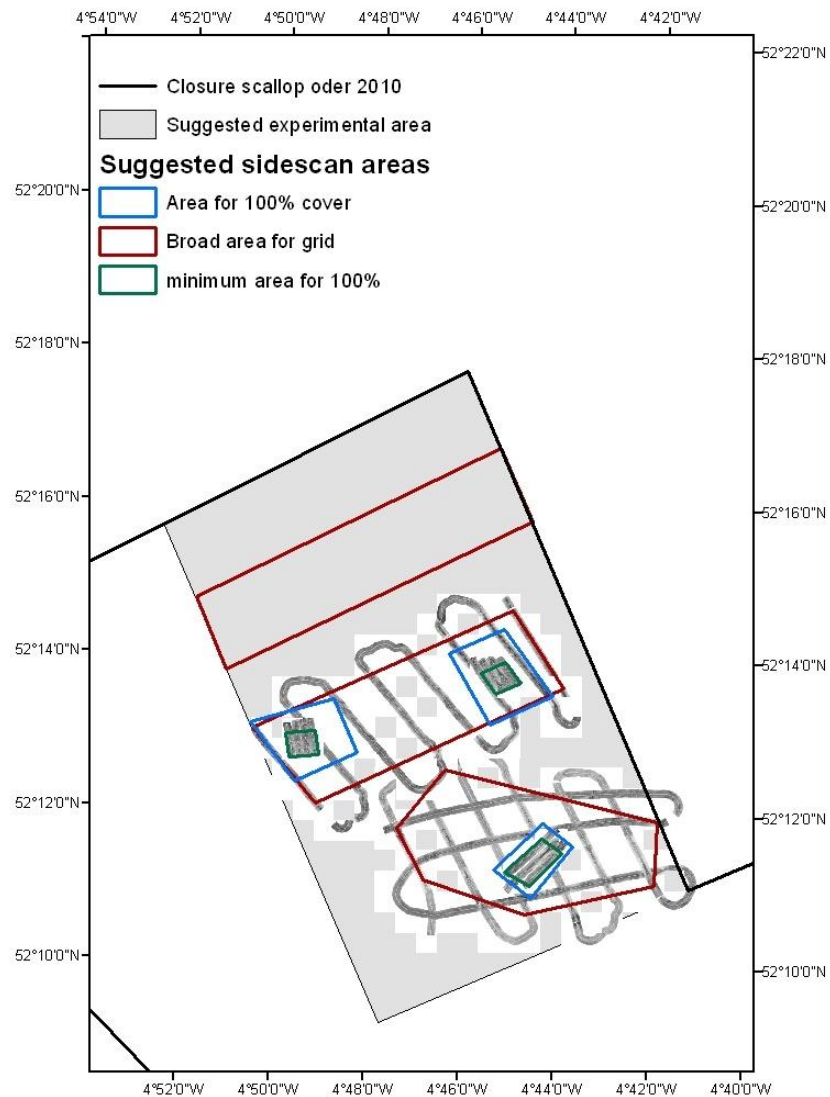 4°54'0"W 4°52'0"W 4°50'0"W 4°48'0"W 4°46'0"W 4°44'0"W 4°42'0"W
52°22'0"N
Closure scallop oder 2010
Suggested experimental area
Suggested sidescan areas
52°20'0"N
Area for 100% cover
52°20'0"N
Broad area for grid
minimum area for 100%
52°18'0"N
52°18'0"N
52°16'0"N
52°16'0"N
52°14'0"N
52°14'0"N
52°12'0"N
52°12'0"N
52°10'0"N
52°10'0"N
4°52'0"W 4°50'0"W 4°48'0"W 4°46'0"W 4°44'0"W 4°42'0"W 4°40'0"W